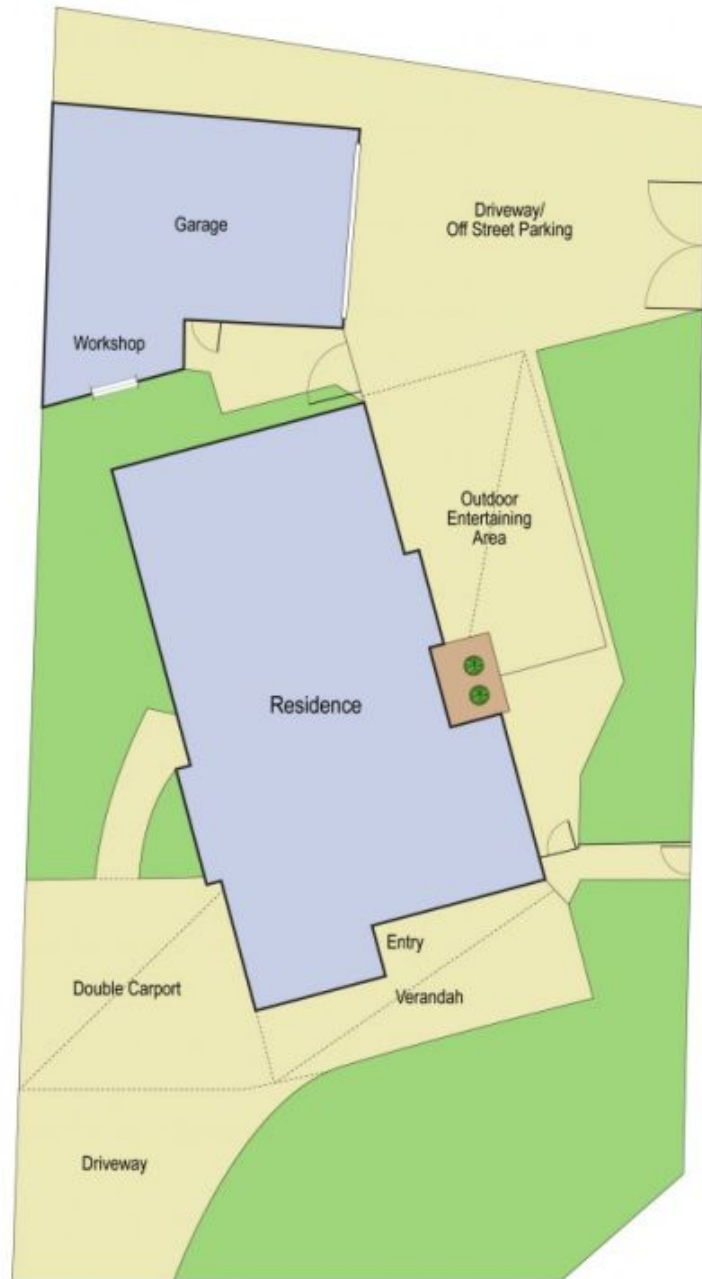 Garage
Driveway/
Off Street Parking
Workshop
Outdoor
Entertaining
Area
Residence
Entry
Double Carport
Verandah
Driveway